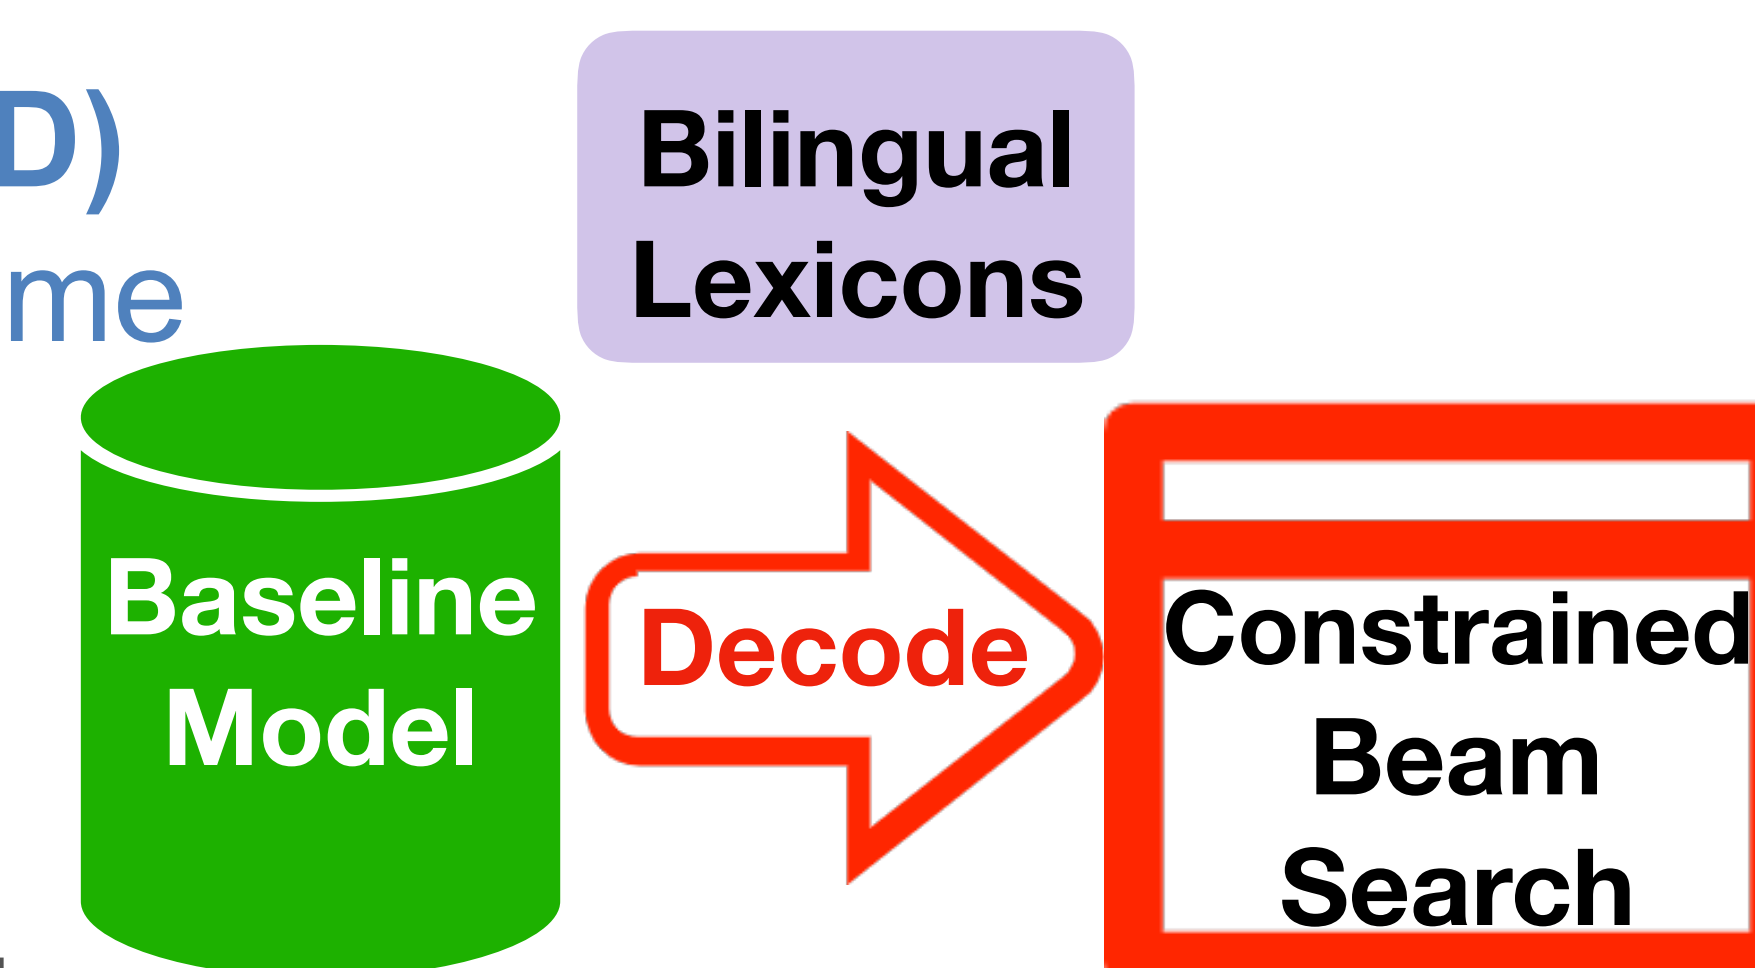 D)
me
Bilingual
Lexicons
Baseline
Model
Decode
Constrained
Beam
Search